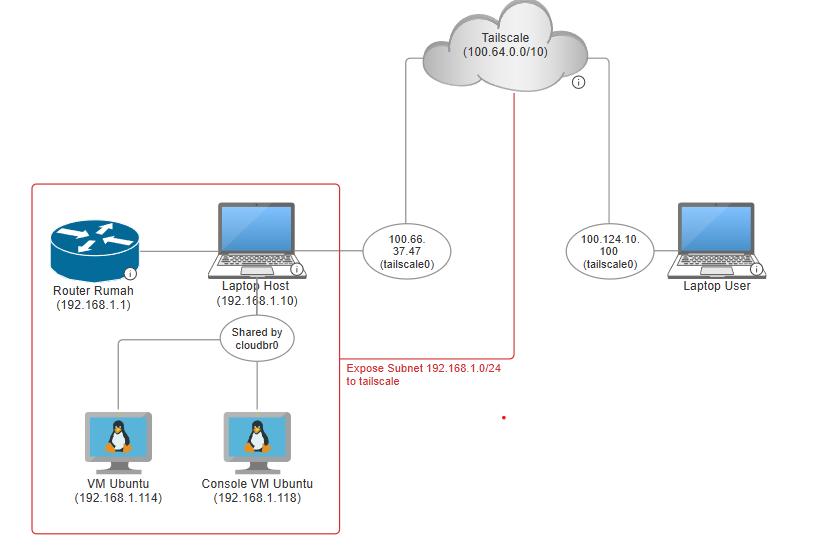 Tailscale
(100.64.0.0/10)
100.66.
37.47
(tailscale0)
100.124.10.
100
(tailscale0)
Router Rumah
(192.168.1.1)
Laptop Host
(192.168.1.10)
Laptop User
Shared by
cloudbr0
Expose Subnet 192.168.1.0/24
to tailscale
VM Ubuntu
(192.168.1.114)
Console VM Ubuntu
(192.168.1.118)